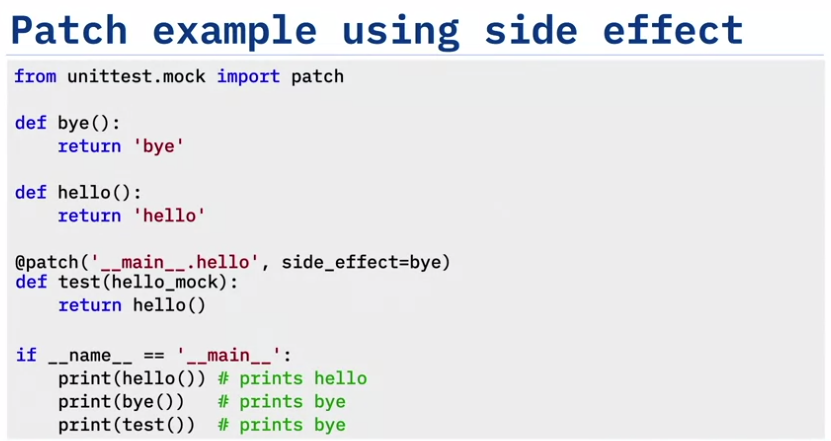 Patch example using side effect
from unittest.mock import patch
def bye():
    return 'bye'
def hello():
    return 'hello'
@patch('__main__.hello', side_effect=bye)
def test(hello_mock):
    return hello()
if __name__ == '__main__':
    print(hello()) # prints hello
    print(bye())   # prints bye
    print(test())  # prints bye